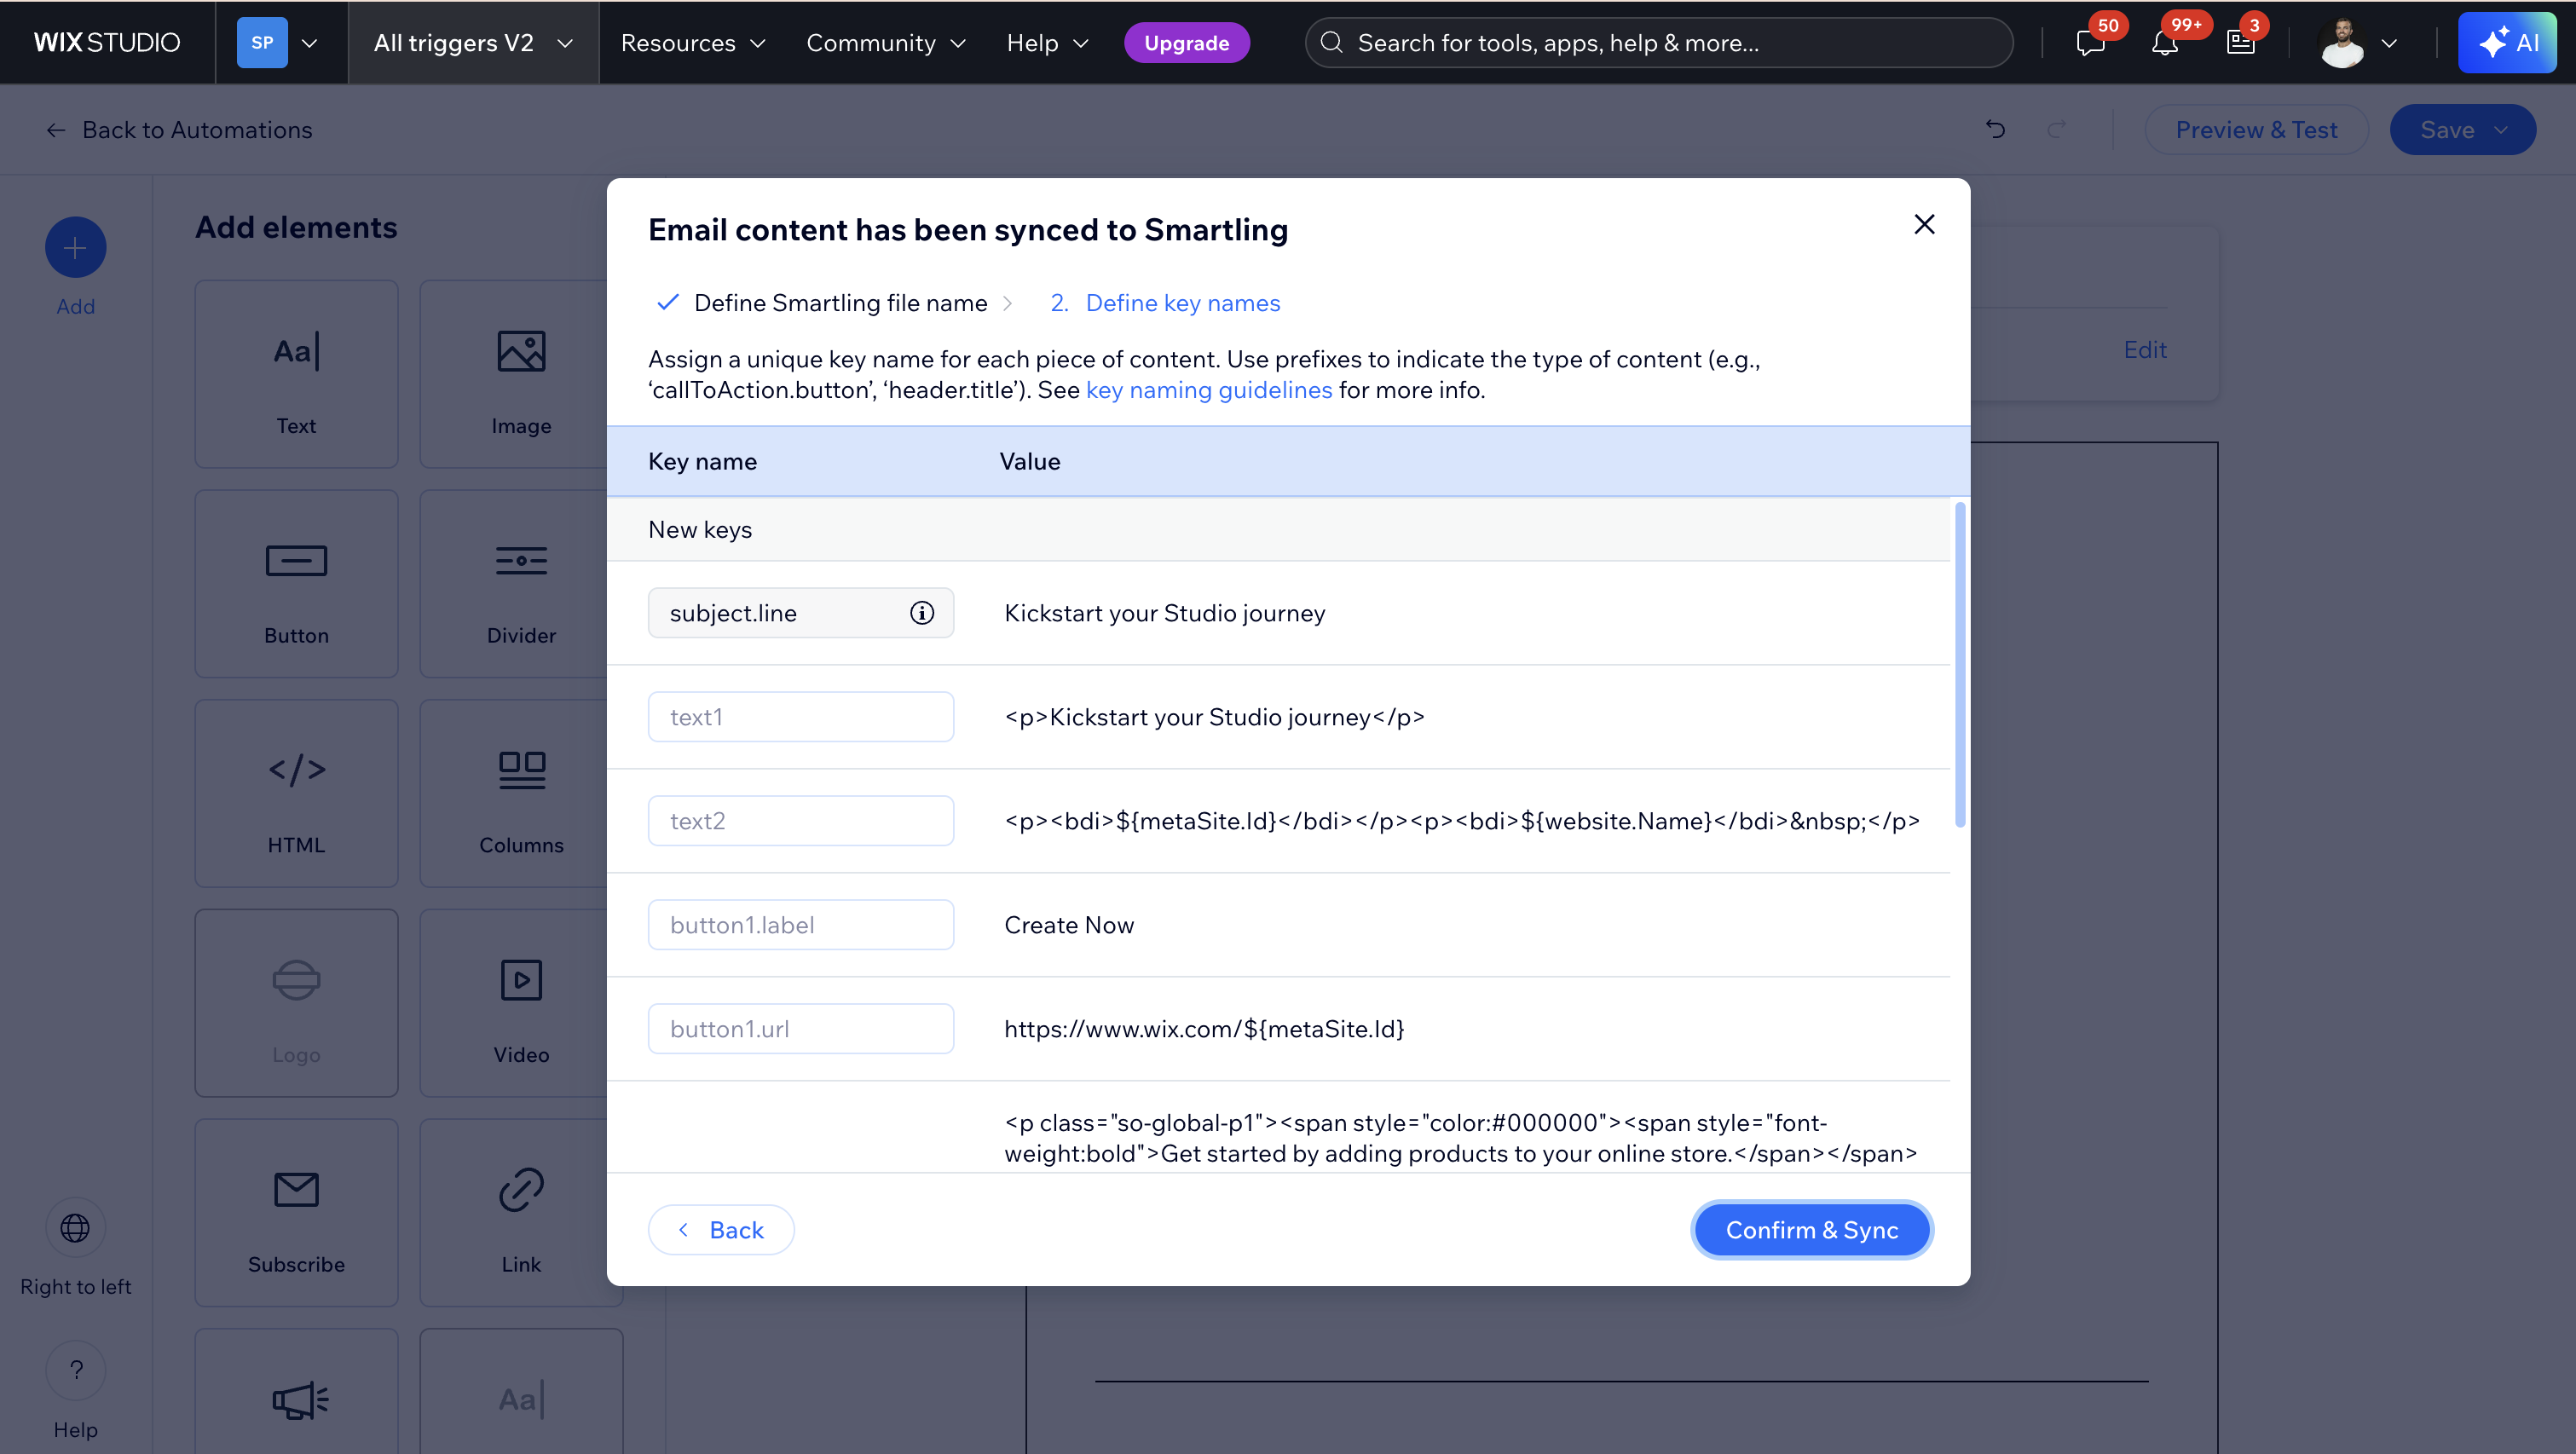 WIX STUDIO
SP
All triggers V2
Resources
Community
Help
Upgrade
Search for tools, apps, help & more...
50
99+
3
AI
Back to Automations
Preview & Test
Save
Add
Add elements
Text
Image
Button
Divider
HTML
Columns
Logo
Video
Subscribe
Link
Right to left
?
Help
Edit
Email content has been synced to Smartling
Define Smartling file name
2. Define key names
Assign a unique key name for each piece of content. Use prefixes to indicate the type of content (e.g.,
‘callToAction.button’, ‘header.title’). See key naming guidelines for more info.
Key name Value
New keys
subject.line Kickstart your Studio journey
text1 <p>Kickstart your Studio journey</p>
text2 <p><bdi>${metaSite.Id}</bdi></p><p><bdi>${website.Name}</bdi>&nbsp;</p>
button1.label Create Now
button1.url https://www.wix.com/${metaSite.Id}
<p class="so-global-p1"><span style="color:#000000"><span style="font-
weight:bold">Get started by adding products to your online store.</span></span>
Back
Confirm & Sync
Aa
Aa